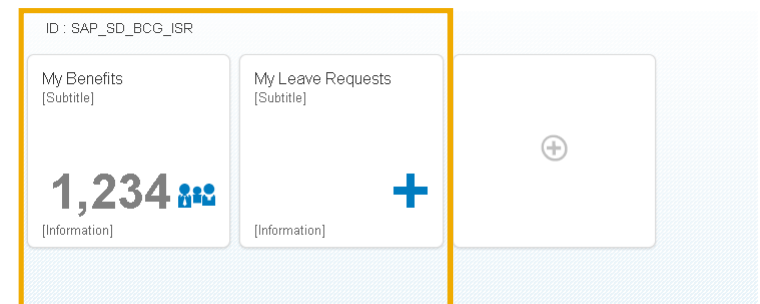 ID : SAP_SD_BCG_ISR
My Benefits
[Subtitle]
1,234
[Information]
My Leave Requests
[Subtitle]
[Information]